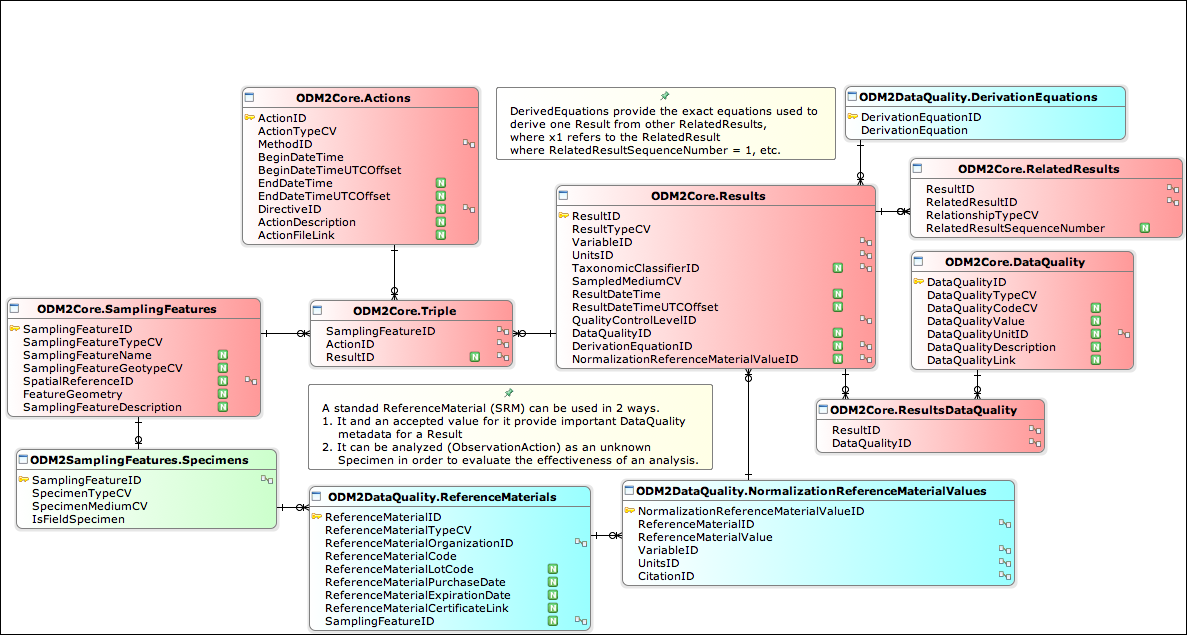 ODM2Core.Actions
ActionID
ActionTypeCV
MethodID
BeginDateTime
BeginDateTimeUTCOffset
EndDateTime N
EndDateTimeUTCOffset N
DirectiveID N
ActionDescription N
ActionFileLink N
DerivedEquations provide the exact equations used to
derive one Result from other RelatedResults,
where x1 refers to the RelatedResult
where RelatedResultSequenceNumber = 1, etc.
ODM2DataQuality.DerivationEquations
DerivationEquationID
DerivationEquation
ODM2Core.RelatedResults
ResultID
RelatedResultID
RelationshipTypeCV
RelatedResultSequenceNumber N
ODM2Core.Results
ResultID
ResultTypeCV
VariableID
UnitsID
TaxonomicClassifierID N
SampledMediumCV
ResultDateTime N
ResultDateTimeUTCOffset N
QualityControlLevelID
DataQualityID N
DerivationEquationID N
NormalizationReferenceMaterialValueID N
ODM2Core.DataQuality
DataQualityID
DataQualityTypeCV
DataQualityCodeCV N
DataQualityValue N
DataQualityUnitID N
DataQualityDescription N
DataQualityLink N
ODM2Core.SamplingFeatures
SamplingFeatureID
SamplingFeatureTypeCV
SamplingFeatureName N
SamplingFeatureGeotypeCV N
SpatialReferenceID N
FeatureGeometry N
SamplingFeatureDescription N
ODM2Core.Triple
SamplingFeatureID
ActionID
ResultID N
A standad ReferenceMaterial (SRM) can be used in 2 ways.
1. It and an accepted value for it provide important DataQuality
metadata for a Result
2. It can be analyzed (ObservationAction) as an unknown
Specimen in order to evaluate the effectiveness of an analysis.
ODM2Core.ResultsDataQuality
ResultID
DataQualityID
ODM2SamplingFeatures.Specimens
SamplingFeatureID
SpecimenTypeCV
SpecimenMediumCV
IsFieldSpecimen
ODM2DataQuality.ReferenceMaterials
ReferenceMaterialID
ReferenceMaterialTypeCV
ReferenceMaterialOrganizationID
ReferenceMaterialCode
ReferenceMaterialLotCode N
ReferenceMaterialPurchaseDate N
ReferenceMaterialExpirationDate N
ReferenceMaterialCertificateLink N
SamplingFeatureID N
ODM2DataQuality.NormalizationReferenceMaterialValues
NormalizationReferenceMaterialValueID
ReferenceMaterialID
ReferenceMaterialValue
VariableID
UnitsID
CitationID